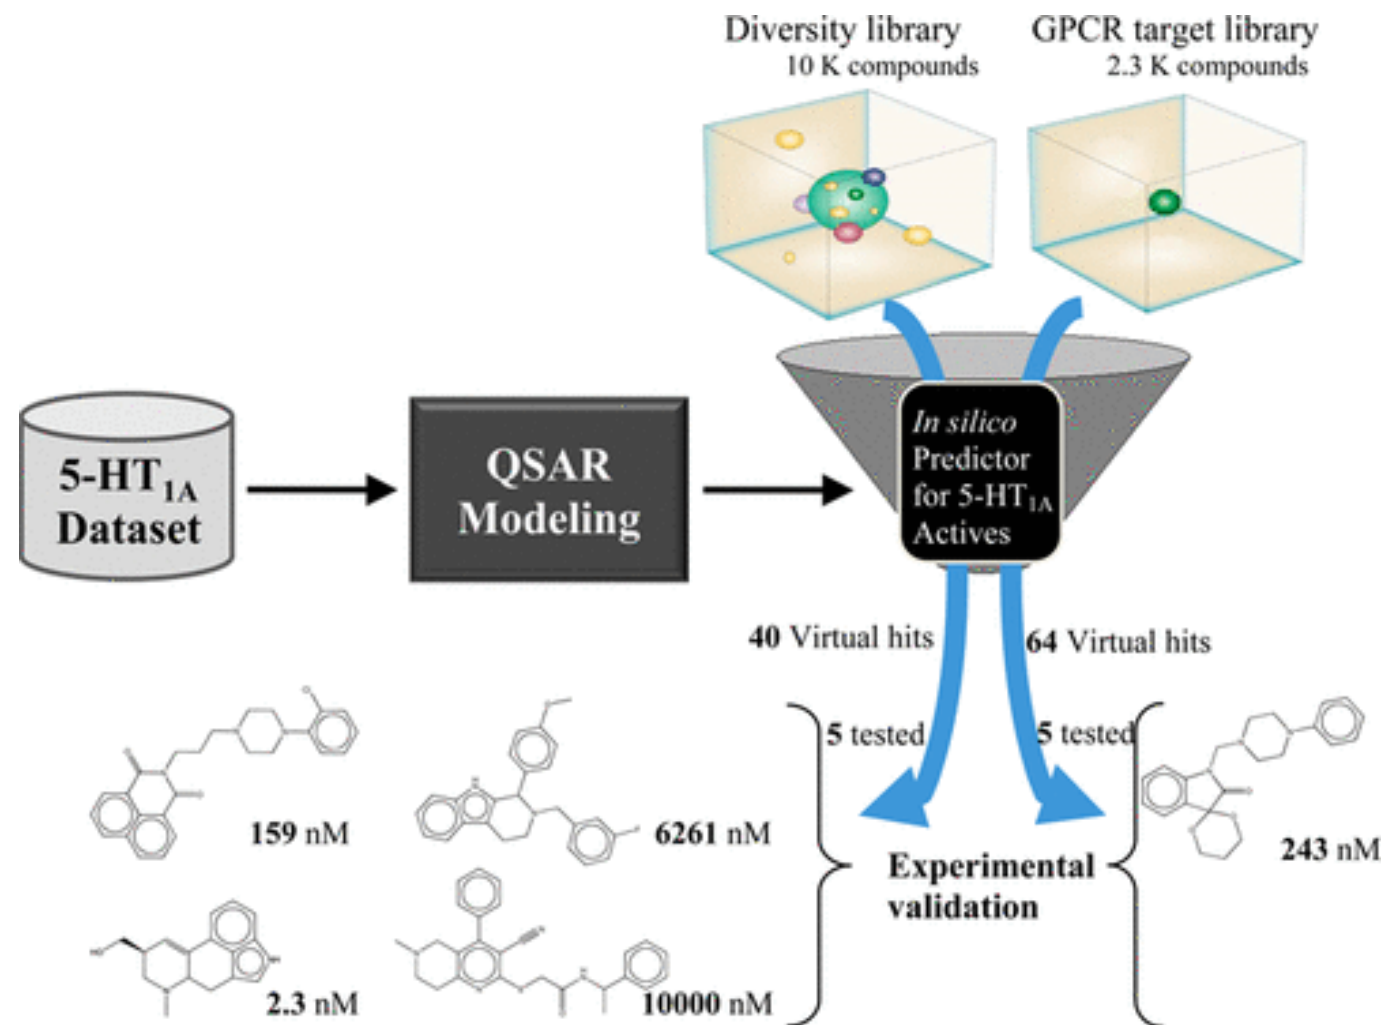 Diversity library
10 K compounds
GPCR target library
2.3 K compounds
5-HT1A
Dataset
QSAR
Modeling
In silico
Predictor
for 5-HT1A
Actives
40 Virtual hits
64 Virtual hits
5 tested
5 tested
159 nM
6261 nM
243 nM
Experimental
validation
HO
2.3 nM
10000 nM